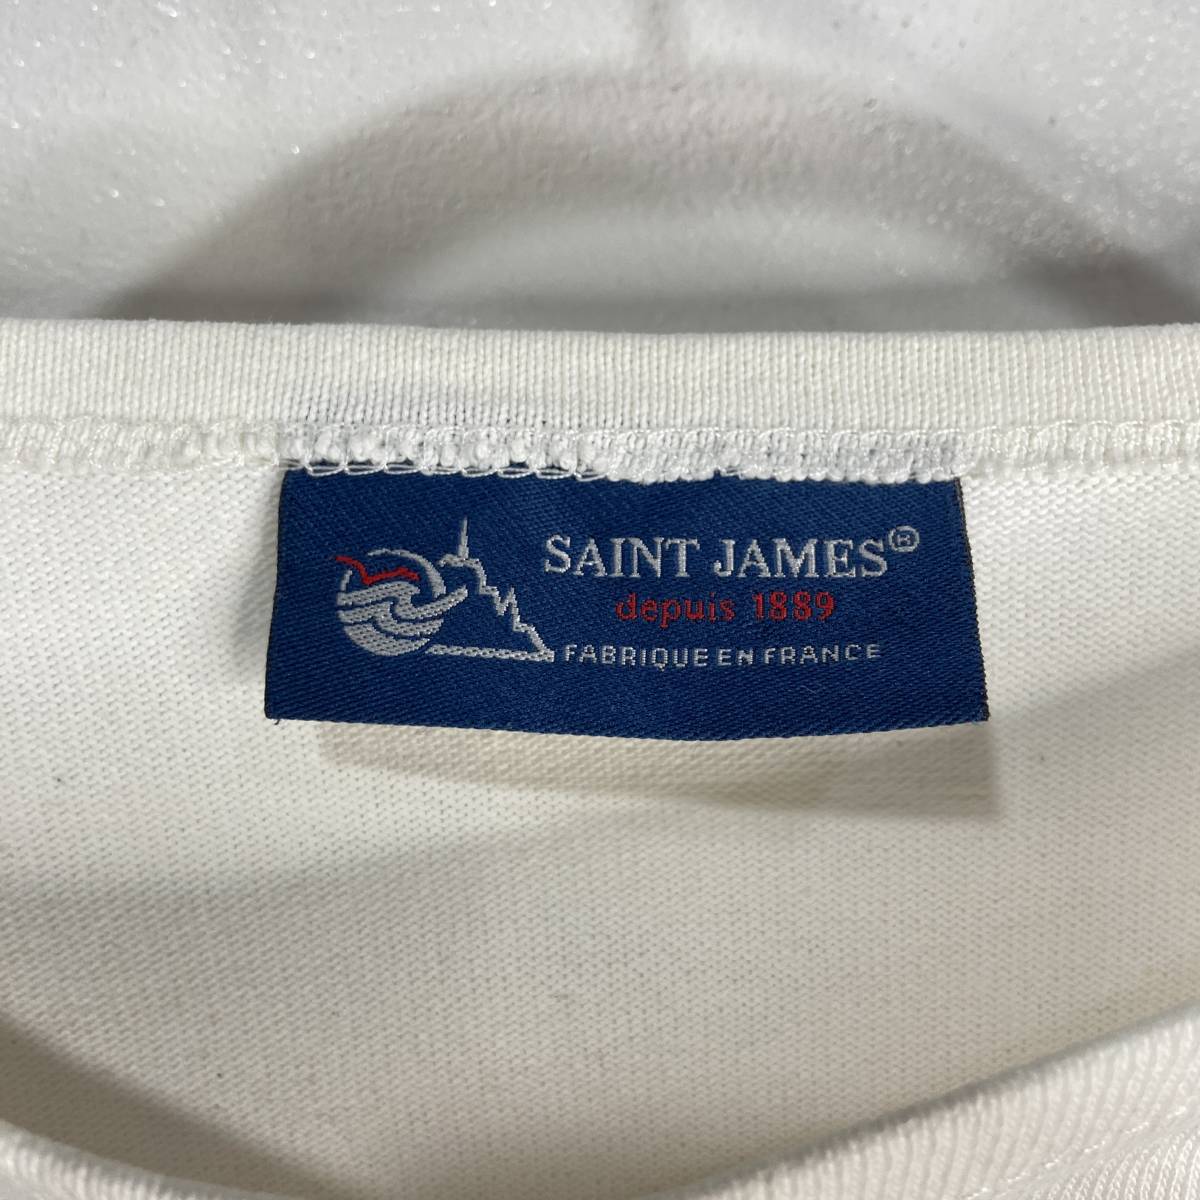 SAINT JAMES®
depuis 1889
FABRIQUE EN FRANCE